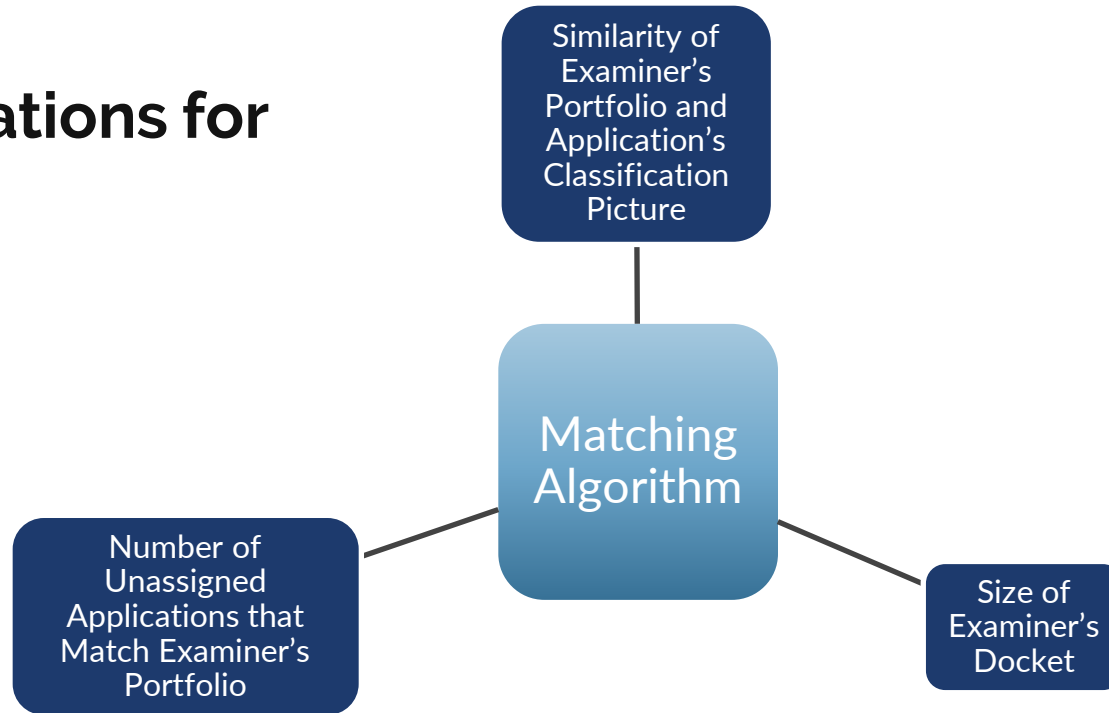 ations for
Similarity of
Examiner’s
Portfolio and
Application’s
Classification
Picture
Matching
Algorithm
Number of
Unassigned
Applications that
Match Examiner’s
Portfolio
Size of
Examiner’s
Docket